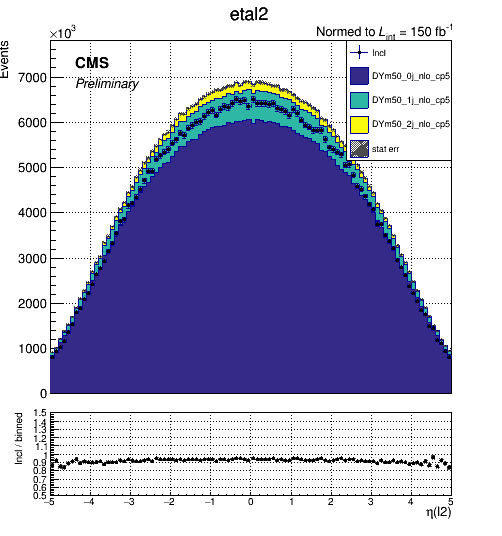 etal2
×10³
Normed to L_int = 150 fb⁻¹
Events
CMS
Preliminary
Incl
DYm50_0j_nlo_cp5
DYm50_1j_nlo_cp5
DYm50_2j_nlo_cp5
stat err
7000
6000
5000
4000
3000
2000
1000
0
Incl / binned
1.5
1.4
1.3
1.2
1.1
1
0.9
0.8
0.7
0.6
0.5
−5 −4 −3 −2 −1 0 1 2 3 4 5
η(l2)